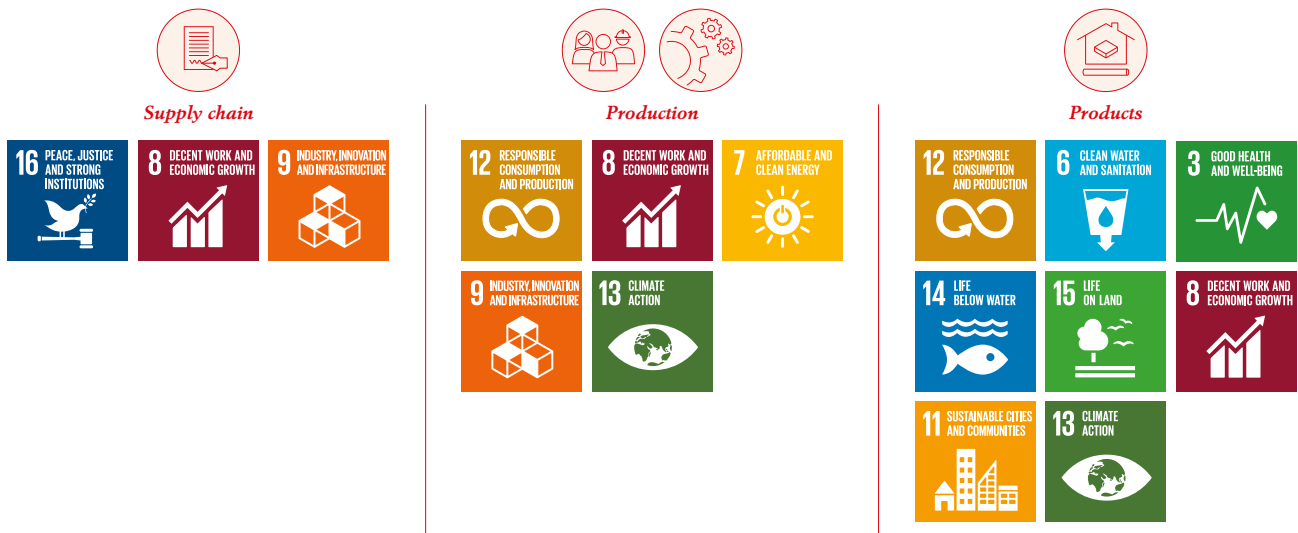 Supply chain
16 PEACE, JUSTICE
AND STRONG
INSTITUTIONS
8 DECENT WORK AND
ECONOMIC GROWTH
9 INDUSTRY, INNOVATION
AND INFRASTRUCTURE
Production
12 RESPONSIBLE
CONSUMPTION
AND PRODUCTION
8 DECENT WORK AND
ECONOMIC GROWTH
7 AFFORDABLE AND
CLEAN ENERGY
9 INDUSTRY, INNOVATION
AND INFRASTRUCTURE
13 CLIMATE
ACTION
Products
12 RESPONSIBLE
CONSUMPTION
AND PRODUCTION
6 CLEAN WATER
AND SANITATION
3 GOOD HEALTH
AND WELL-BEING
14 LIFE
BELOW WATER
15 LIFE
ON LAND
8 DECENT WORK AND
ECONOMIC GROWTH
11 SUSTAINABLE CITIES
AND COMMUNITIES
13 CLIMATE
ACTION